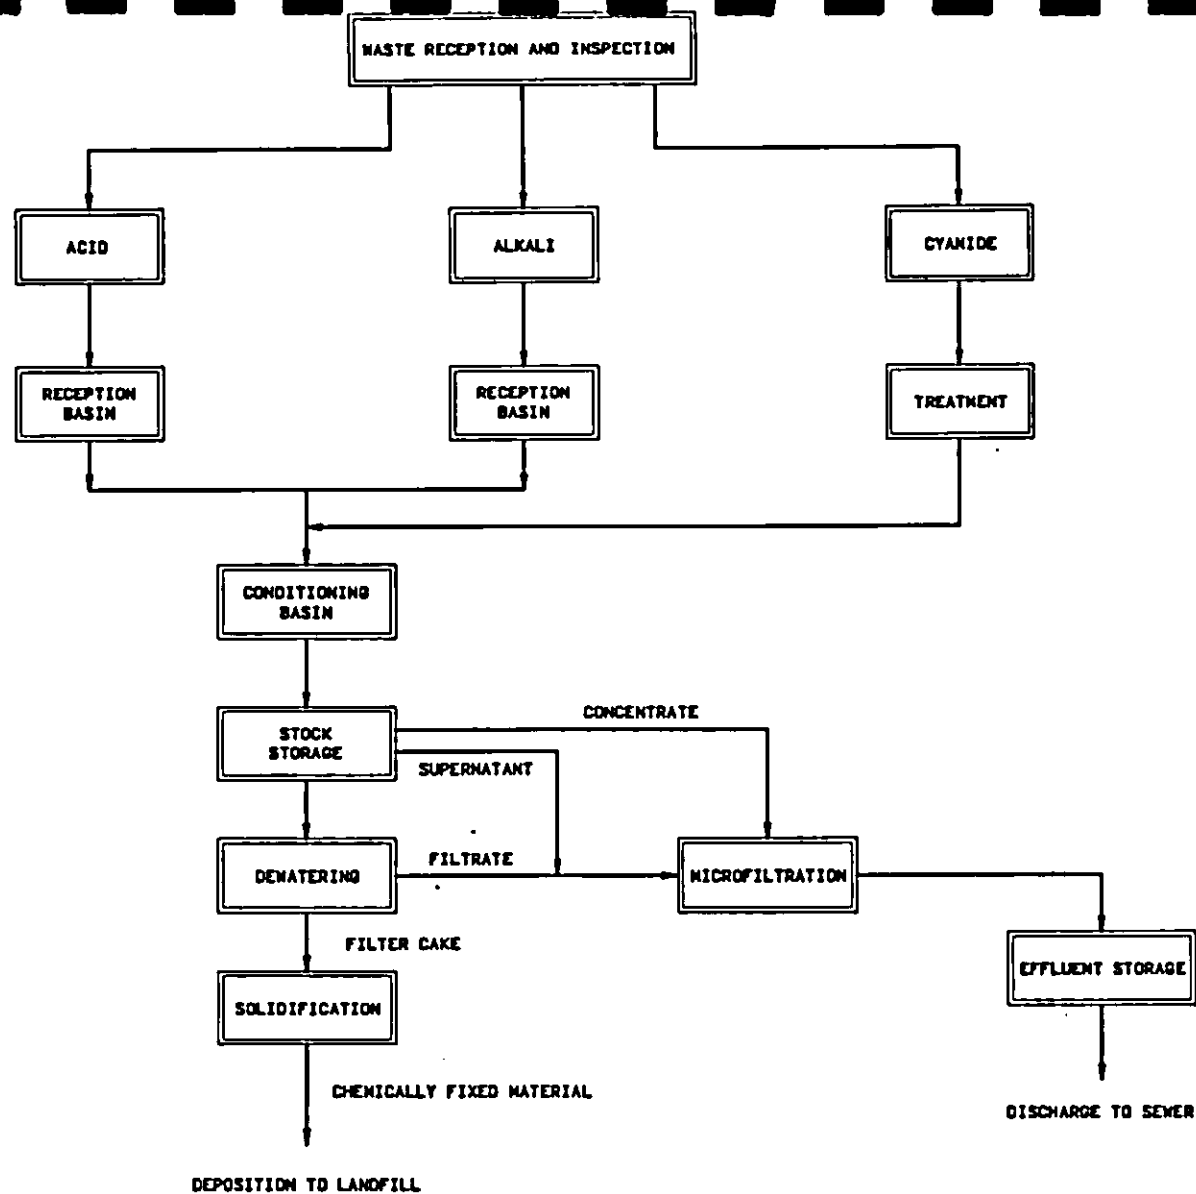 WASTE RECEPTION AND INSPECTION
ACID
ALKALI
CYANIDE
RECEPTION
BASIN
RECEPTION
BASIN
TREATMENT
CONDITIONING
BASIN
STOCK
STORAGE
CONCENTRATE
SUPERNATANT
DEWATERING
FILTRATE
MICROFILTRATION
FILTER CAKE
EFFLUENT STORAGE
SOLIDIFICATION
CHEMICALLY FIXED MATERIAL
DISCHARGE TO SEWER
DEPOSITION TO LANDFILL